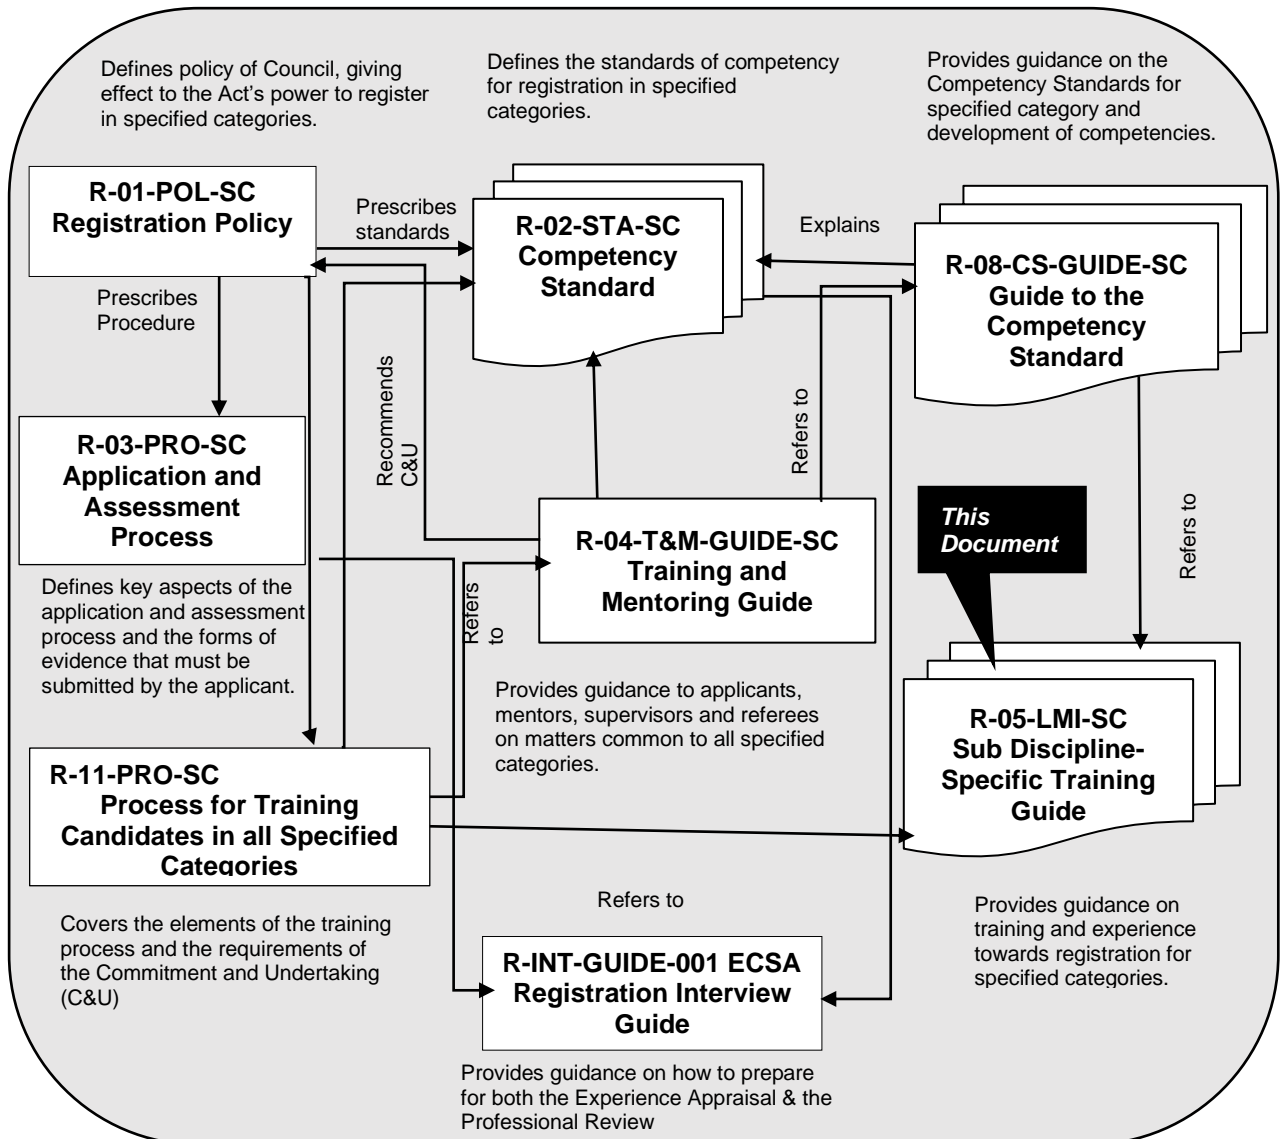 Defines policy of Council, giving
effect to the Act's power to register
in specified categories.
Defines the standards of competency
for registration in specified
categories.
Provides guidance on the
Competency Standards for
specified category and
development of competencies.
R-01-POL-SC
Registration Policy
Prescribes
standards
R-02-STA-SC
Competency
Standard
Explains
R-08-CS-GUIDE-SC
Guide to the
Competency
Standard
Prescribes
Procedure
Recommends
C&U
Refers to
R-03-PRO-SC
Application and
Assessment
Process
Defines key aspects of the
application and assessment
process and the forms of
evidence that must be
submitted by the applicant.
R-04-T&M-GUIDE-SC
Training and
Mentoring Guide
This
Document
Refers to
Refers
to
Provides guidance to applicants,
mentors, supervisors and referees
on matters common to all specified
categories.
R-05-LMI-SC
Sub Discipline-
Specific Training
Guide
R-11-PRO-SC
Process for Training
Candidates in all Specified
Categories
Covers the elements of the training
process and the requirements of
the Commitment and Undertaking
(C&U)
Refers to
Provides guidance on
training and experience
towards registration for
specified categories.
R-INT-GUIDE-001 ECSA
Registration Interview
Guide
Provides guidance on how to prepare
for both the Experience Appraisal & the
Professional Review